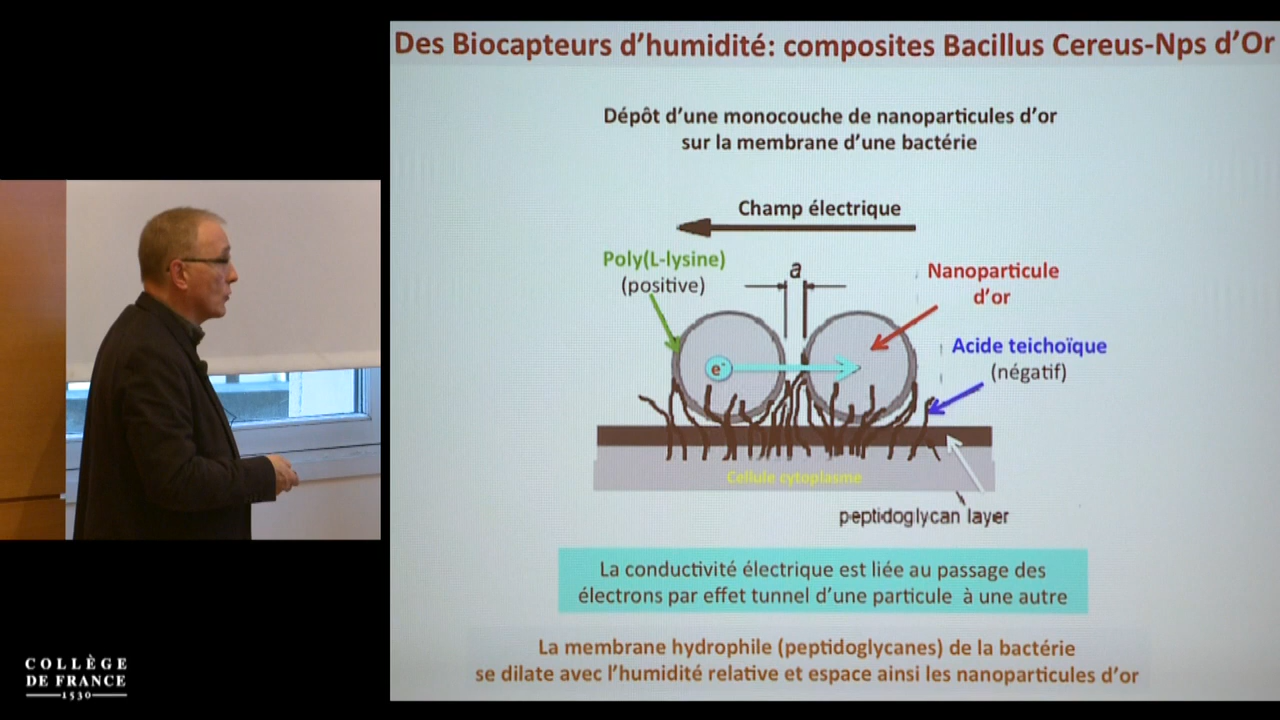 Des Biocapteurs d'humidité: composites Bacillus Cereus-Nps d'Or
Dépôt d'une monocouche de nanoparticules d'or
sur la membrane d'une bactérie
Champ électrique
Poly(L-lysine)
(positive)
a
Nanoparticule
d'or
Acide teichoïque
(négatif)
e-
Cellule cytoplasme
peptidoglycan layer
La conductivité électrique est liée au passage des
électrons par effet tunnel d'une particule à une autre
La membrane hydrophile (peptidoglycanes) de la bactérie
se dilate avec l'humidité relative et espace ainsi les nanoparticules d'or
COLLÈGE
DE FRANCE
1530